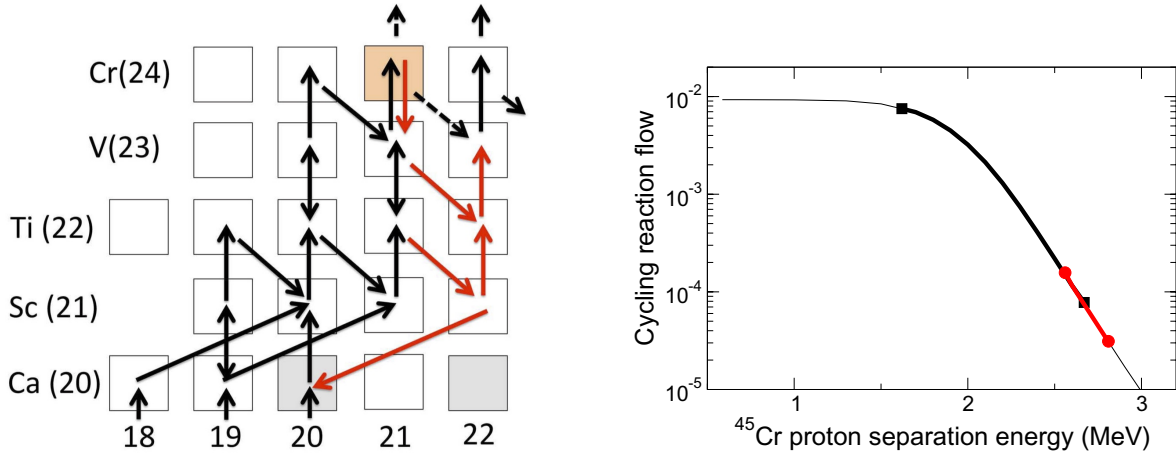 Cr(24)
V(23)
Ti (22)
Sc (21)
Ca (20)
18 19 20 21 22
Cycling reaction flow
10⁻²
10⁻³
10⁻⁴
10⁻⁵
1 2 3
⁴⁵Cr proton separation energy (MeV)